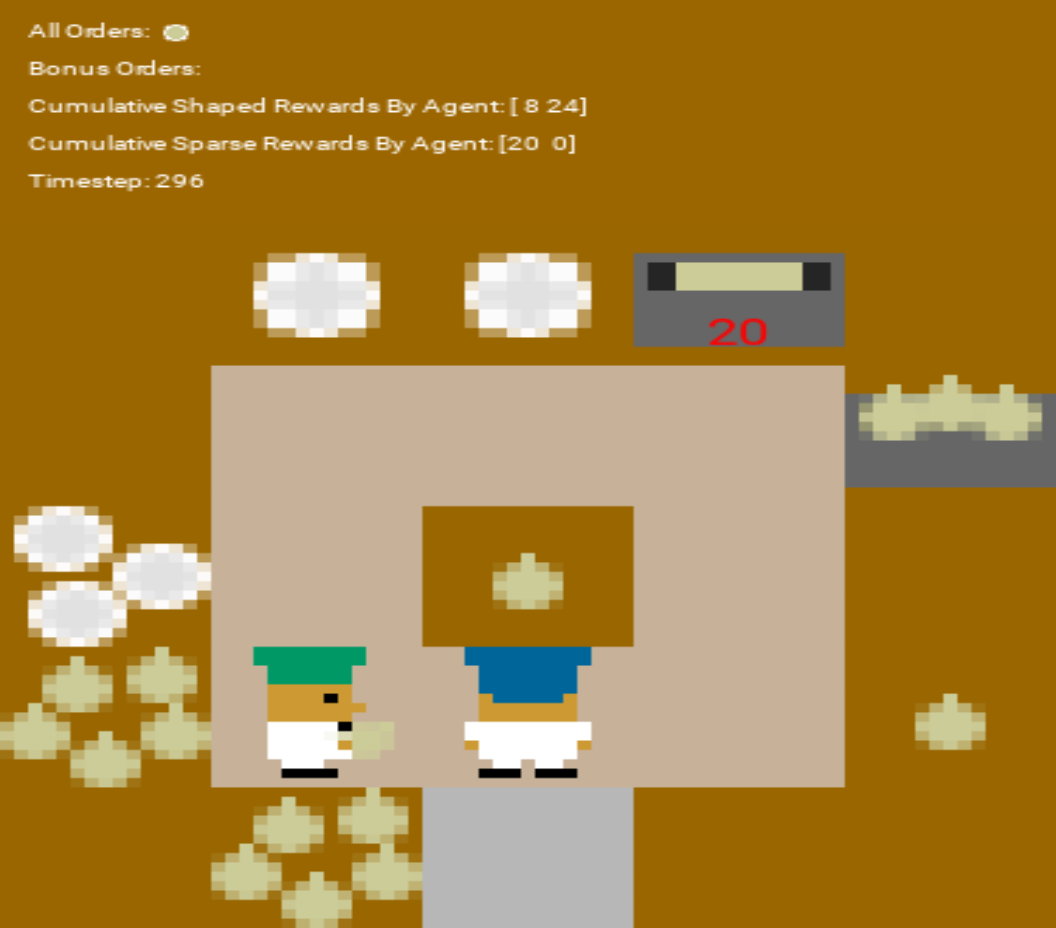 All Orders:
Bonus Orders:
Cumulative Shaped Rewards By Agent: [ 8 24]
Cumulative Sparse Rewards By Agent: [20  0]
Timestep: 296
20